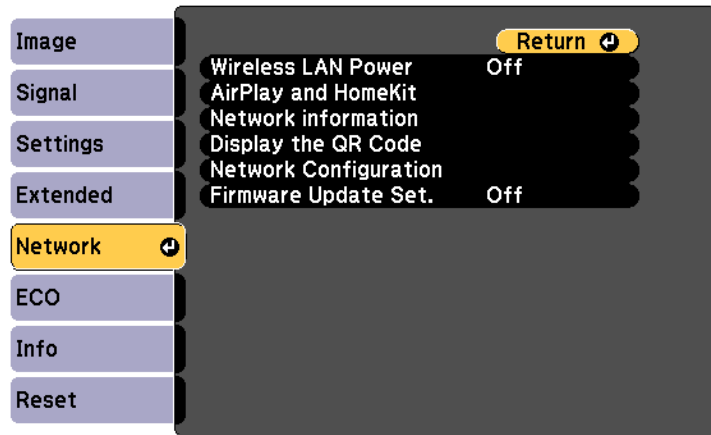 Image
Signal
Settings
Extended
Network
ECO
Info
Reset
Return
Wireless LAN Power Off
AirPlay and HomeKit
Network information
Display the QR Code
Network Configuration
Firmware Update Set. Off